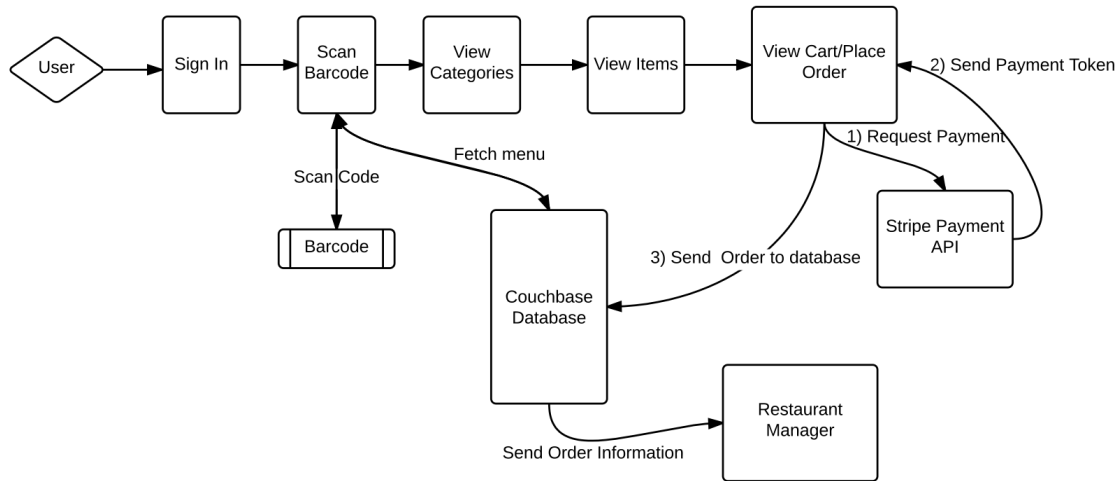 User
Sign In
Scan
Barcode
View
Categories
View Items
View Cart/Place
Order
2) Send Payment Token
1) Request Payment
Fetch menu
Scan Code
Barcode
Stripe Payment
API
3) Send  Order to database
Couchbase
Database
Restaurant
Manager
Send Order Information